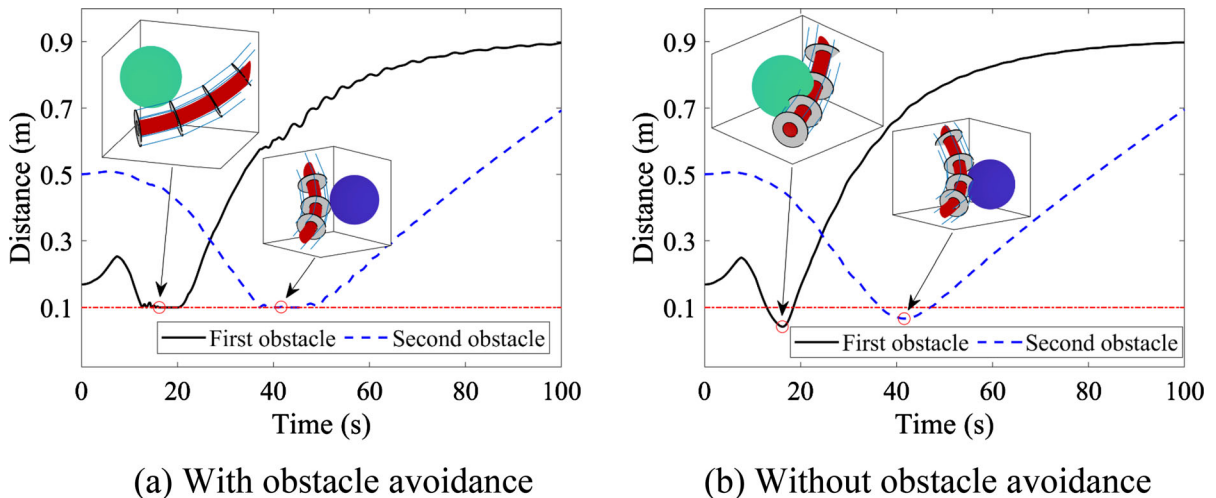 0.9
0.7
0.5
0.3
0.1
Distance (m)
0
20
40
60
80
100
Time (s)
First obstacle
Second obstacle
(a) With obstacle avoidance
0.9
0.7
0.5
0.3
0.1
Distance (m)
0
20
40
60
80
100
Time (s)
First obstacle
Second obstacle
(b) Without obstacle avoidance